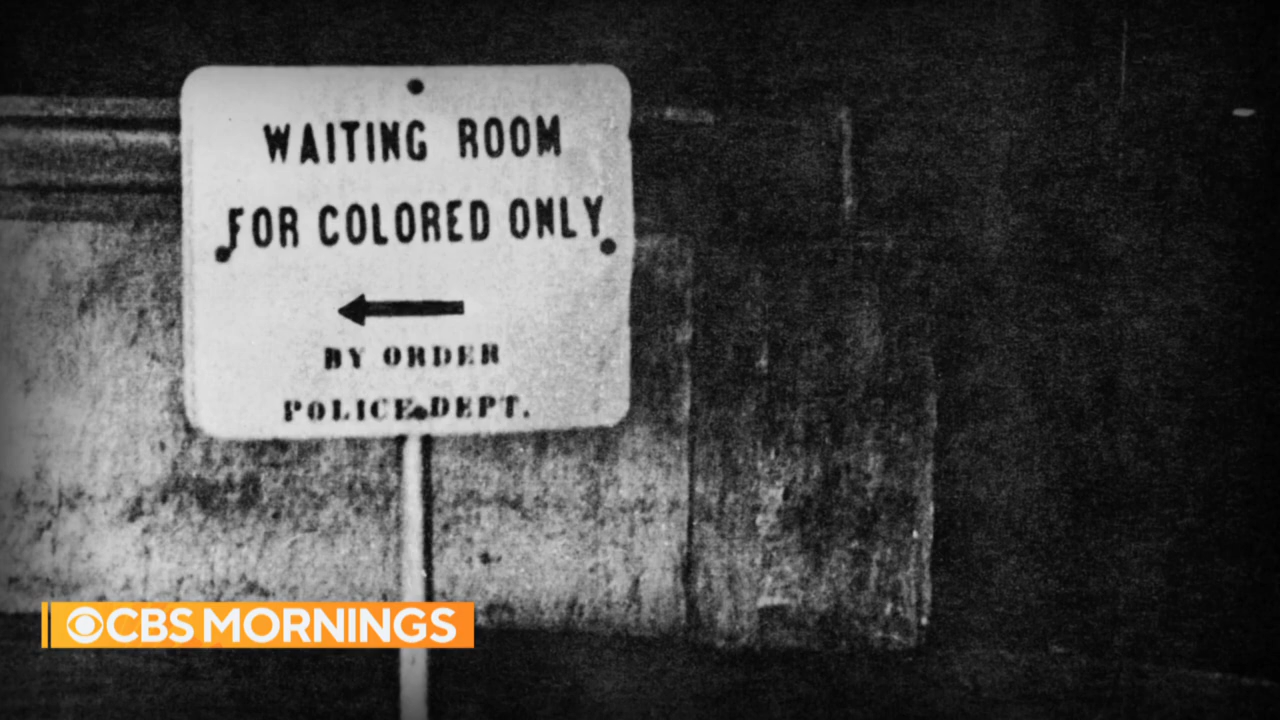 WAITING ROOM
FOR COLORED ONLY
BY ORDER
POLICE DEPT.
CBS MORNINGS